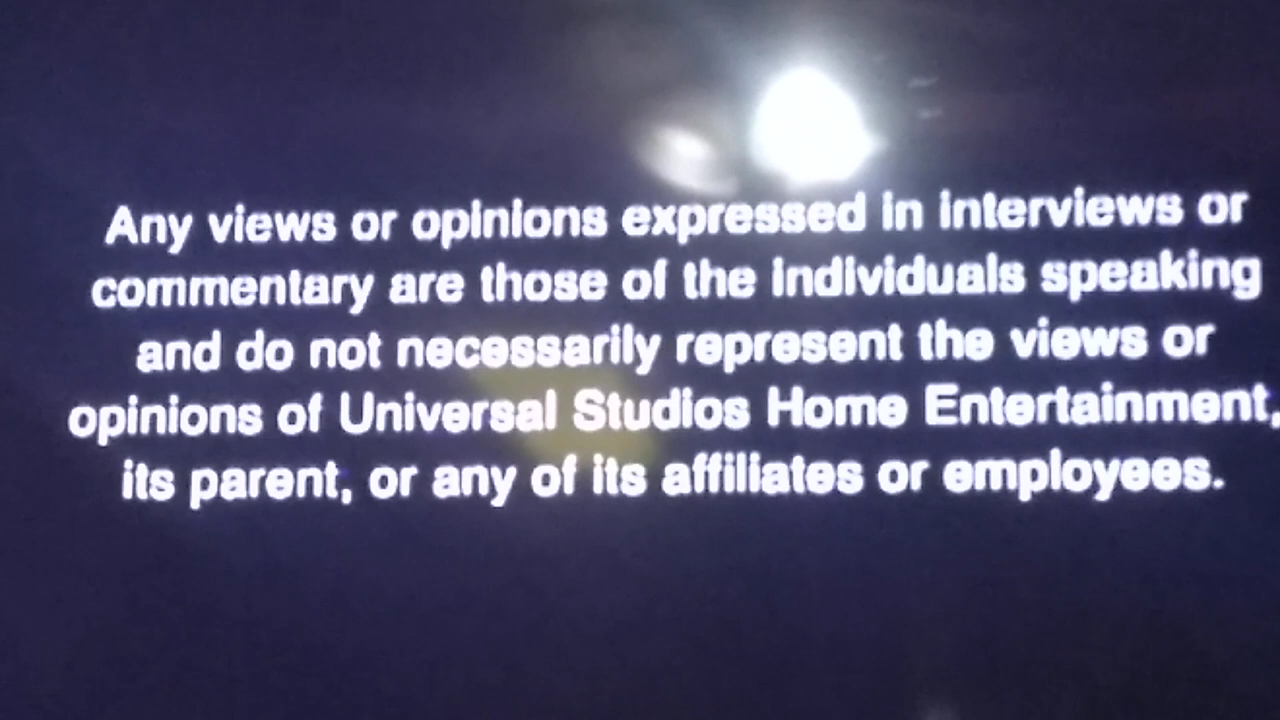 Any views or opinions expressed in interviews or
commentary are those of the individuals speaking
and do not necessarily represent the views or
opinions of Universal Studios Home Entertainment,
its parent, or any of its affiliates or employees.